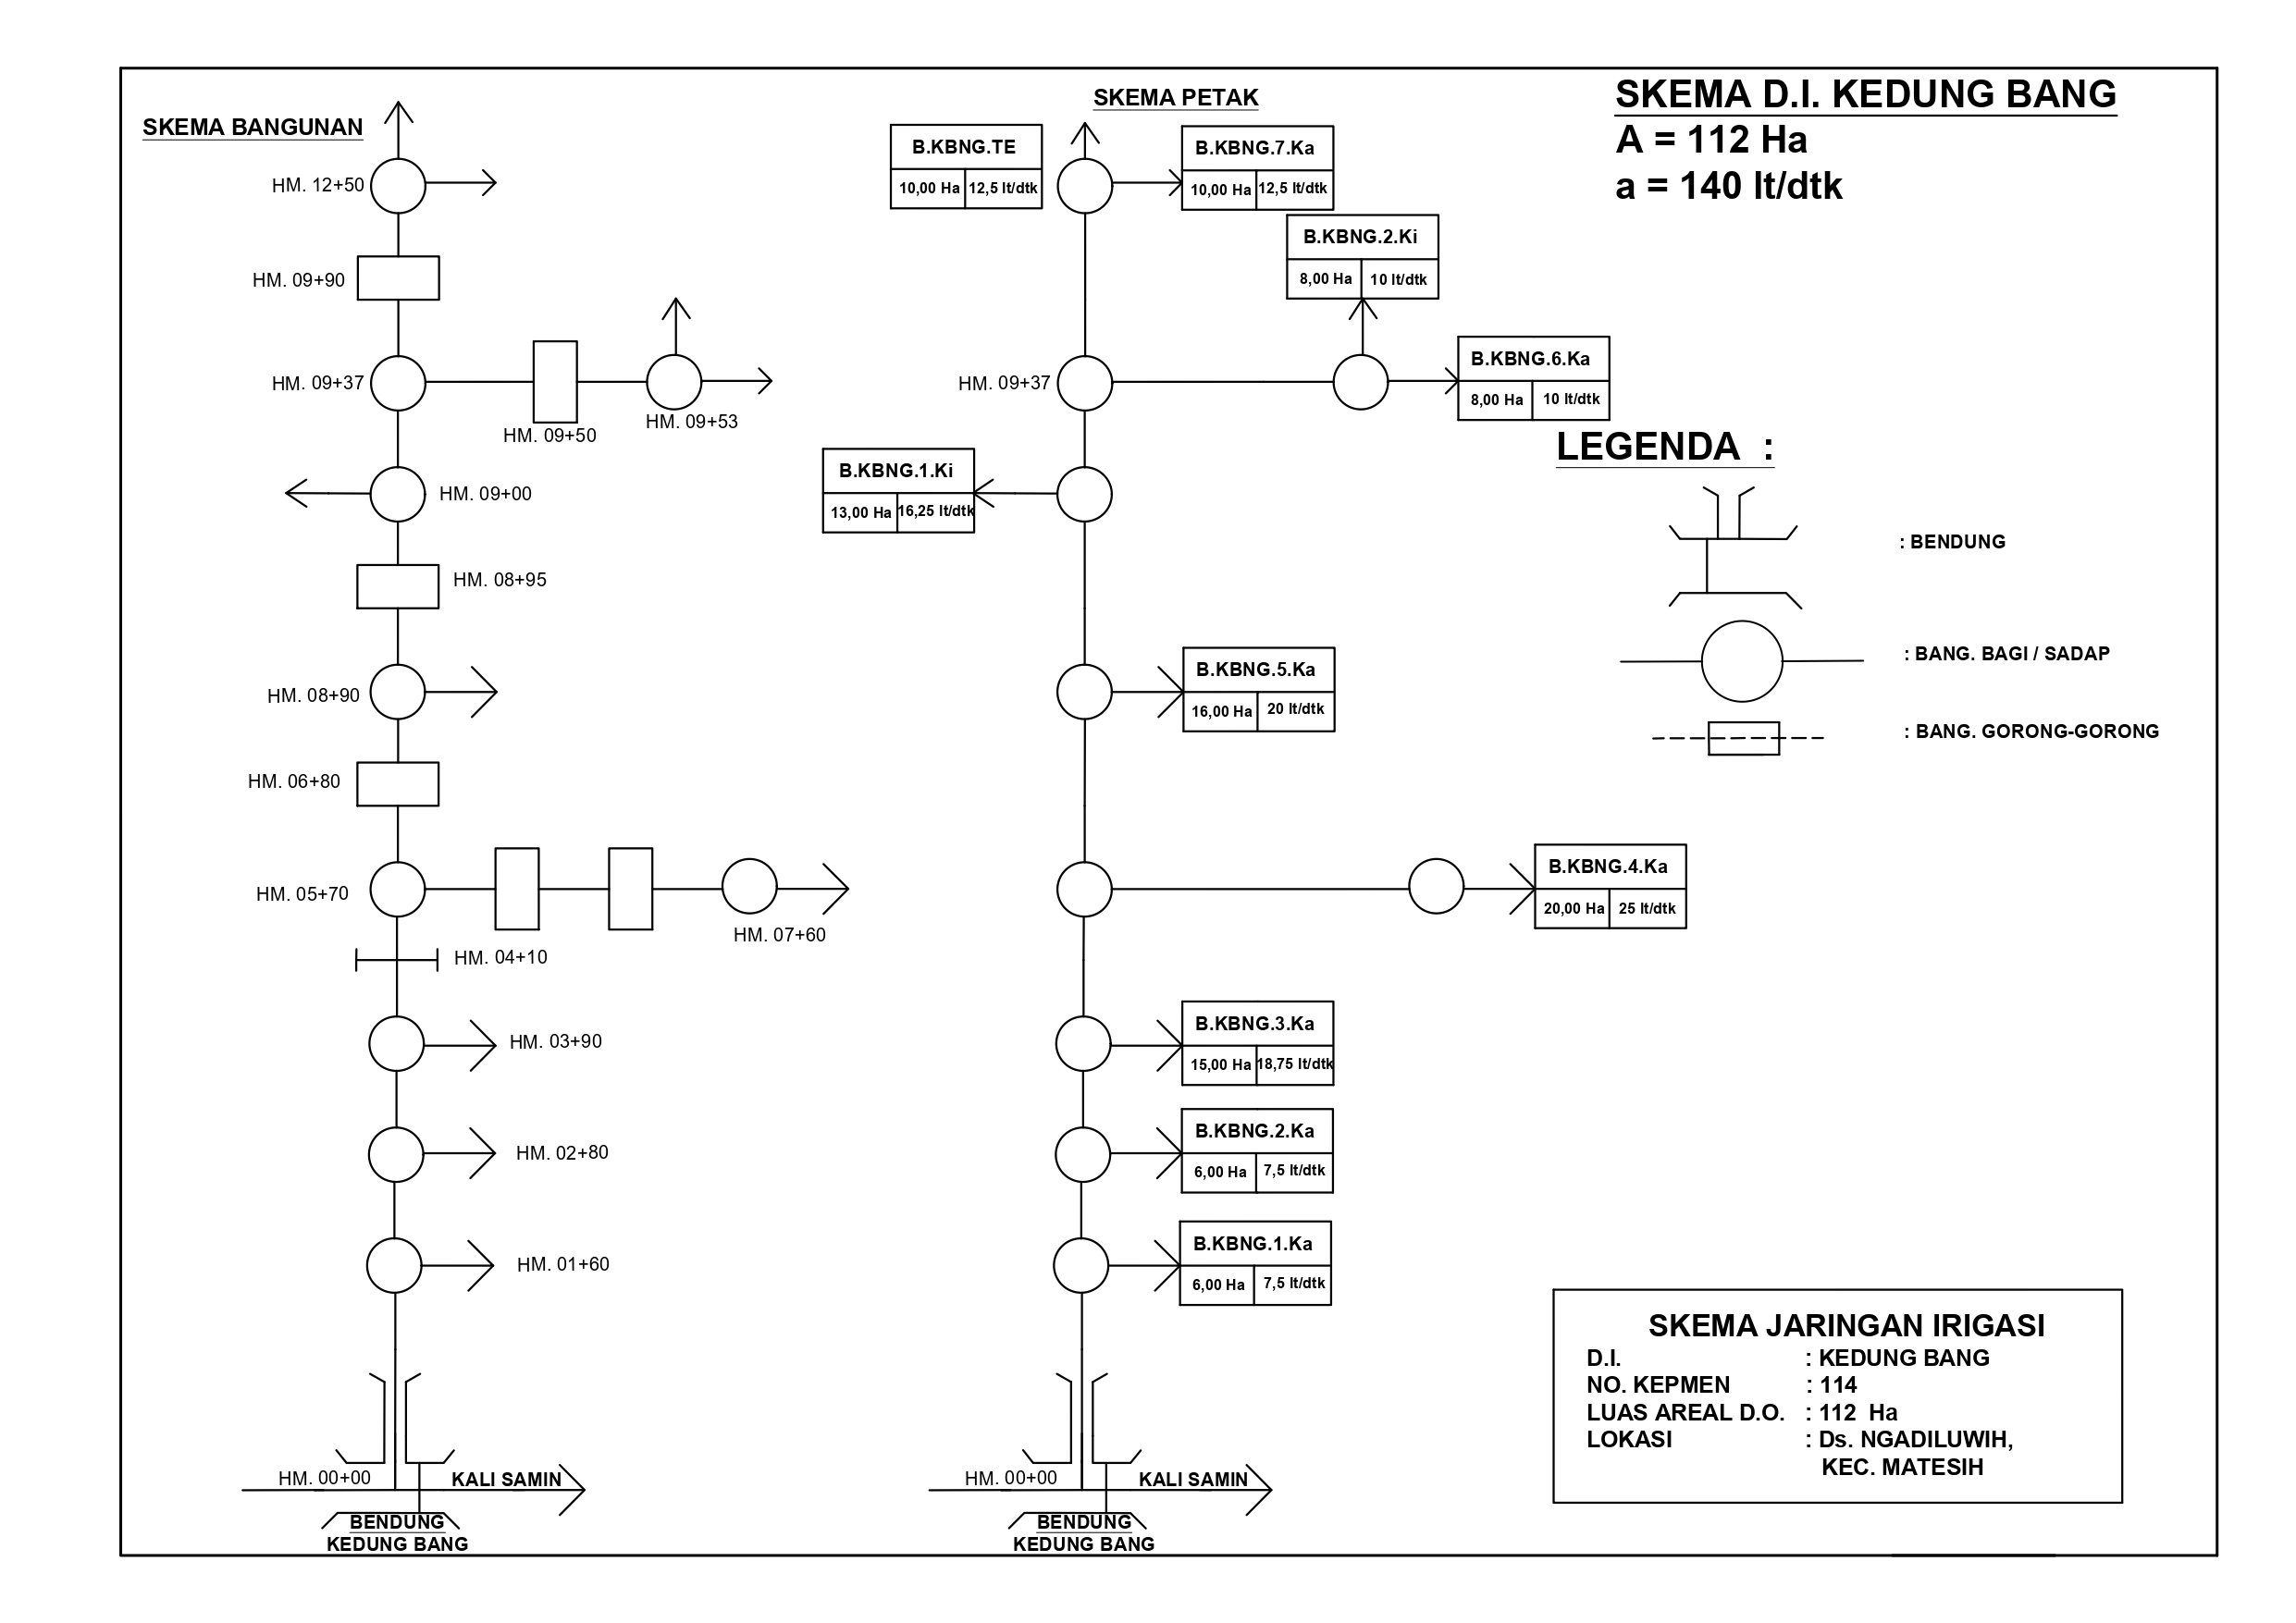 SKEMA BANGUNAN
HM. 12+50
HM. 09+90
HM. 09+37
HM. 09+50
HM. 09+53
HM. 09+00
HM. 08+95
HM. 08+90
HM. 06+80
HM. 05+70
HM. 07+60
HM. 04+10
HM. 03+90
HM. 02+80
HM. 01+60
HM. 00+00
KALI SAMIN
BENDUNG
KEDUNG BANG
SKEMA PETAK
B.KBNG.TE
10,00 Ha 12,5 lt/dtk
B.KBNG.7.Ka
10,00 Ha 12,5 lt/dtk
B.KBNG.2.Ki
8,00 Ha 10 lt/dtk
HM. 09+37
B.KBNG.6.Ka
8,00 Ha 10 lt/dtk
B.KBNG.1.Ki
13,00 Ha 16,25 lt/dtk
B.KBNG.5.Ka
16,00 Ha 20 lt/dtk
B.KBNG.4.Ka
20,00 Ha 25 lt/dtk
B.KBNG.3.Ka
15,00 Ha 18,75 lt/dtk
B.KBNG.2.Ka
6,00 Ha 7,5 lt/dtk
B.KBNG.1.Ka
6,00 Ha 7,5 lt/dtk
HM. 00+00
KALI SAMIN
BENDUNG
KEDUNG BANG
SKEMA D.I. KEDUNG BANG
A = 112 Ha
a = 140 lt/dtk
LEGENDA :
: BENDUNG
: BANG. BAGI / SADAP
: BANG. GORONG-GORONG
SKEMA JARINGAN IRIGASI
D.I. : KEDUNG BANG
NO. KEPMEN : 114
LUAS AREAL D.O. : 112 Ha
LOKASI : Ds. NGADILUWIH,
KEC. MATESIH